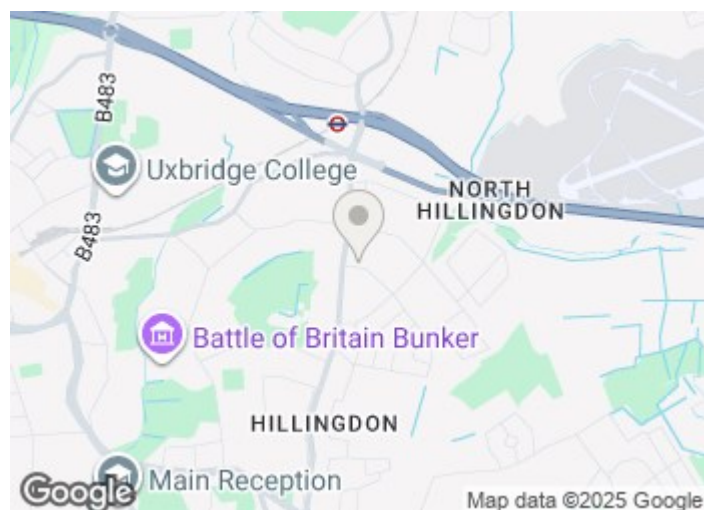 B483
Uxbridge College
NORTH
HILLINGDON
B483
Battle of Britain Bunker
HILLINGDON
Main Reception
Google
Map data ©2025 Google